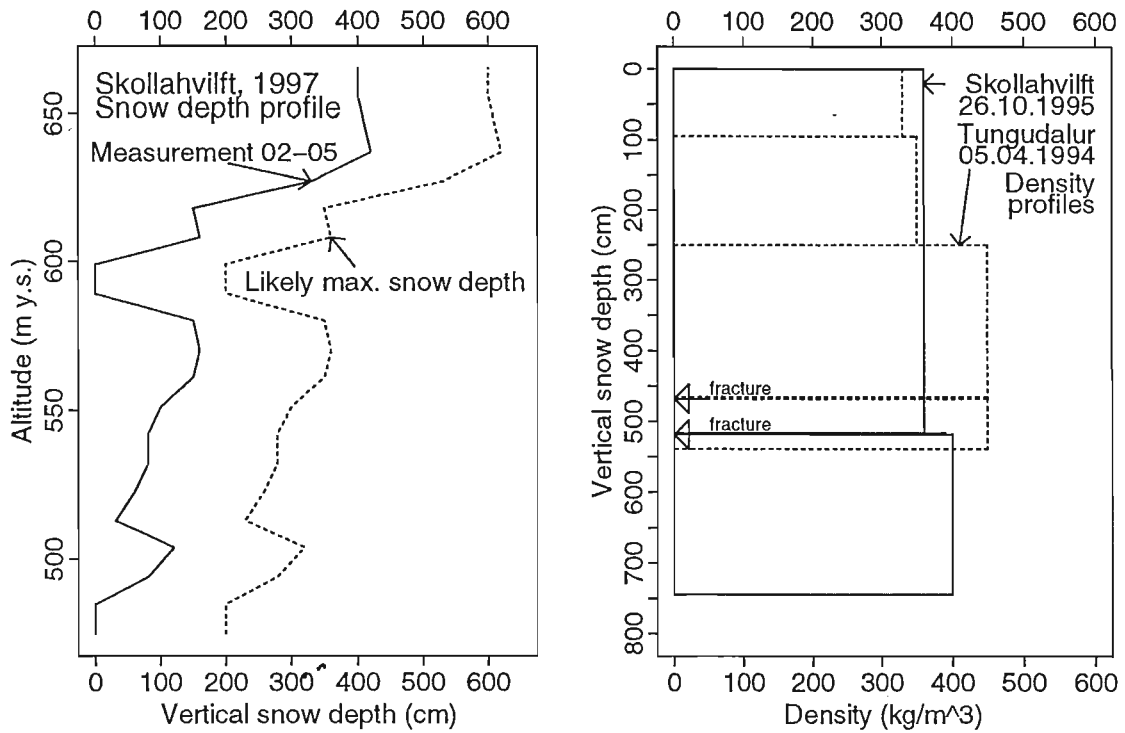 0 100 200 300 400 500 600
Skollahvilft, 1997
Snow depth profile
Measurement 02–05
Likely max. snow depth
650
600
550
500
Altitude (m y.s.)
0 100 200 300 400 500 600
Vertical snow depth (cm)
0 100 200 300 400 500 600
Skollahvilft
26.10.1995
Tungudalur
05.04.1994
Density
profiles
fracture
fracture
0
100
200
300
400
500
600
700
800
Vertical snow depth (cm)
0 100 200 300 400 500 600
Density (kg/m^3)